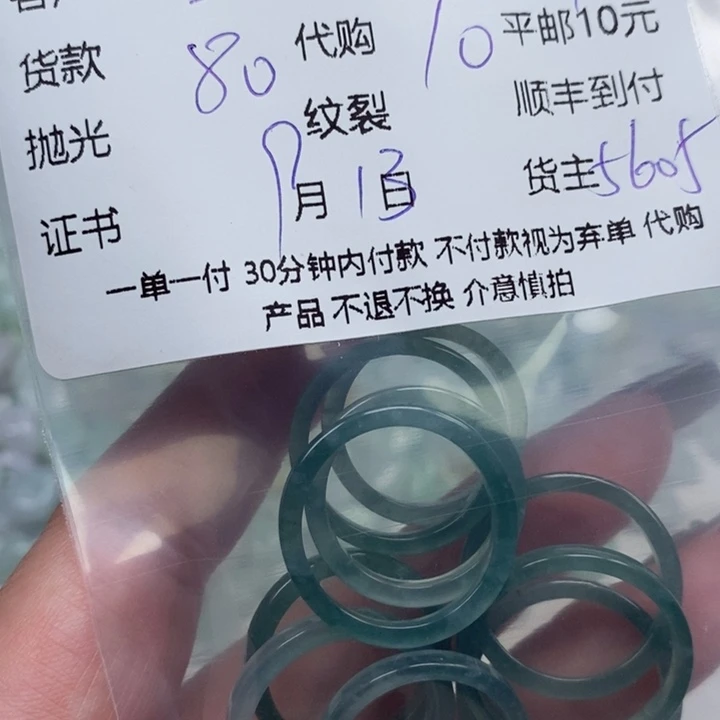 货款 80 代购 10 平邮10元
抛光 纹裂 顺丰到付
证书 9月13日 货主5605
一单一付 30分钟内付款 不付款视为弃单 代购
产品 不退不换 介意慎拍